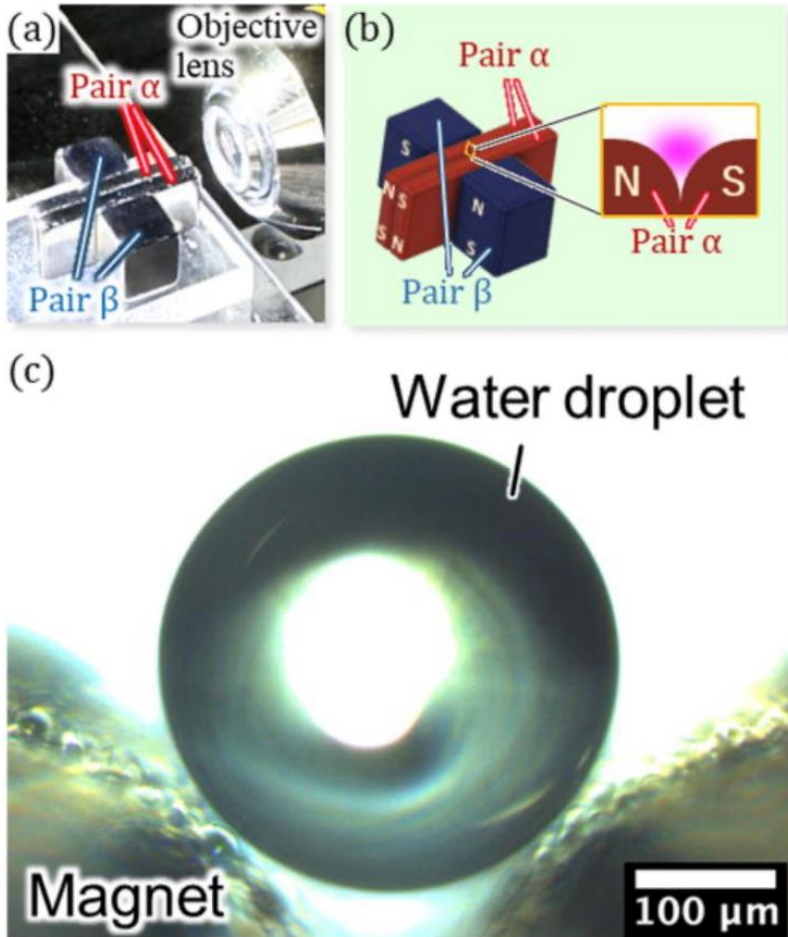 (a)
Objective
lens
Pair α
Pair β
(b)
Pair α
S
N S
S N
N
S
Pair β
N S
Pair α
(c)
Water droplet
Magnet
100 μm